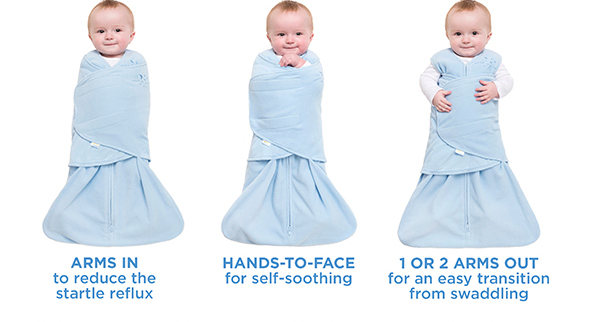 ARMS IN
to reduce the
startle reflux
HANDS-TO-FACE
for self-soothing
1 OR 2 ARMS OUT
for an easy transition
from swaddling